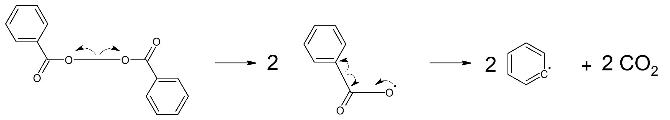 O O O O 2 O O• 2 C• + 2 CO₂